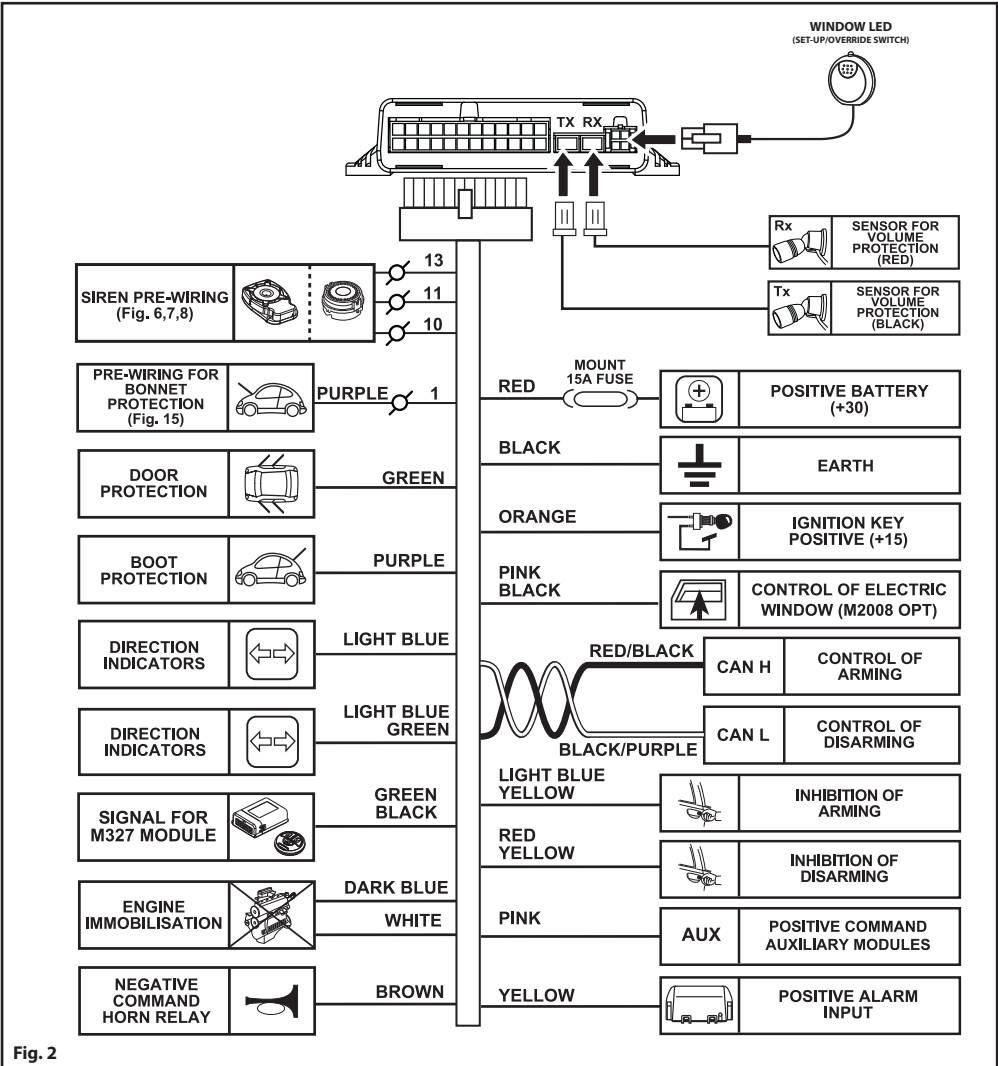 WINDOW LED
(SET-UP/OVERRIDE SWITCH)
TX RX
Rx
SENSOR FOR
VOLUME
PROTECTION
(RED)
Tx
SENSOR FOR
VOLUME
PROTECTION
(BLACK)
SIREN PRE-WIRING
(Fig. 6,7,8)
13
11
10
PRE-WIRING FOR
BONNET
PROTECTION
(Fig. 15)
PURPLE
1
DOOR
PROTECTION
GREEN
BOOT
PROTECTION
PURPLE
DIRECTION
INDICATORS
LIGHT BLUE
DIRECTION
INDICATORS
LIGHT BLUE
GREEN
SIGNAL FOR
M327 MODULE
GREEN
BLACK
ENGINE
IMMOBILISATION
DARK BLUE
WHITE
NEGATIVE
COMMAND
HORN RELAY
BROWN
RED
MOUNT
15A FUSE
POSITIVE BATTERY
(+30)
BLACK
EARTH
ORANGE
IGNITION KEY
POSITIVE (+15)
PINK
BLACK
CONTROL OF ELECTRIC
WINDOW (M2008 OPT)
RED/BLACK
CAN H
CONTROL OF
ARMING
BLACK/PURPLE
CAN L
CONTROL OF
DISARMING
LIGHT BLUE
YELLOW
INHIBITION OF
ARMING
RED
YELLOW
INHIBITION OF
DISARMING
PINK
AUX
POSITIVE COMMAND
AUXILIARY MODULES
YELLOW
POSITIVE ALARM
INPUT
Fig. 2